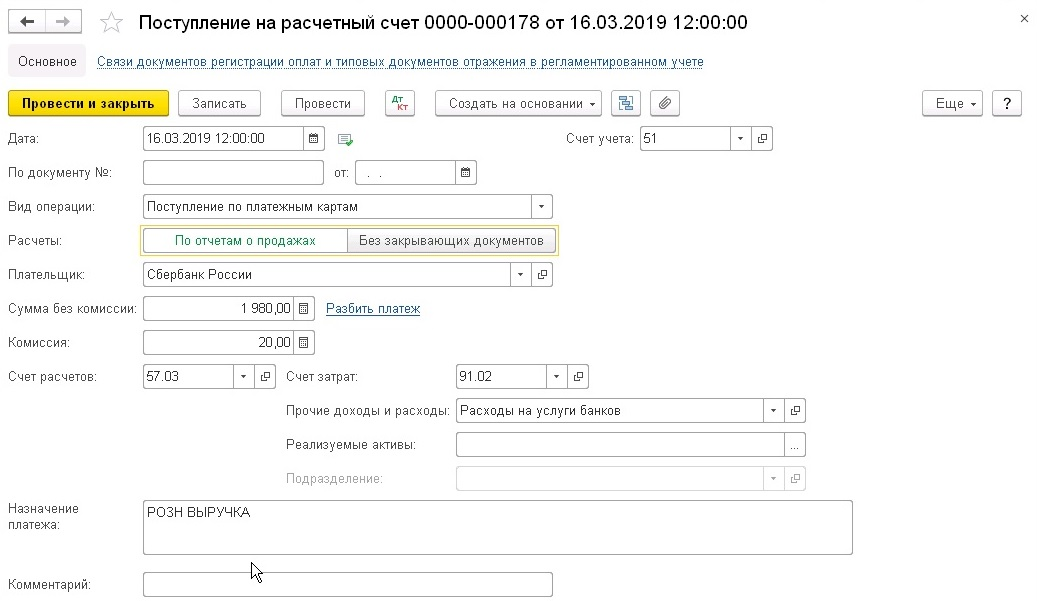 Поступление на расчетный счет 0000-000178 от 16.03.2019 12:00:00
Основное Связи документов регистрации оплат и типовых документов отражения в регламентированном учете
Провести и закрыть Записать Провести Дт Кт Создать на основании Еще ?
Дата: 16.03.2019 12:00:00 Счет учета: 51
По документу №: от: . .
Вид операции: Поступление по платежным картам
Расчеты: По отчетам о продажах Без закрывающих документов
Плательщик: Сбербанк России
Сумма без комиссии: 1 980,00 Разбить платеж
Комиссия: 20,00
Счет расчетов: 57.03 Счет затрат: 91.02
Прочие доходы и расходы: Расходы на услуги банков
Реализуемые активы: ...
Подразделение:
Назначение
платежа: РОЗН ВЫРУЧКА
Комментарий: